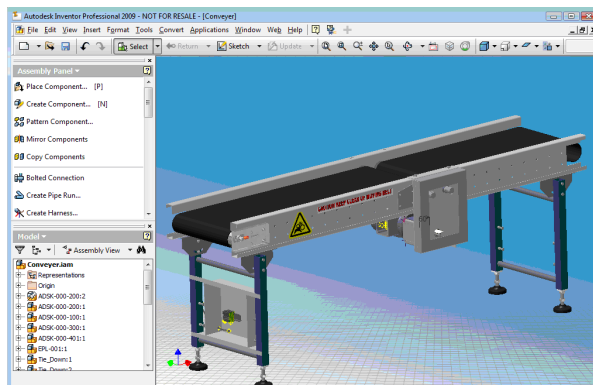 Autodesk Inventor Professional 2009 - NOT FOR RESALE - [Conveyer]
File Edit View Insert Format Tools Convert Applications Window Web Help
Select Return Sketch Update
Assembly Panel
Place Component... [P]
Create Component... [N]
Pattern Component...
Mirror Components
Copy Components
Bolted Connection
Create Pipe Run...
Create Harness...
Model
Assembly View
Conveyer.iam
Representations
Origin
ADSK-000-200:2
ADSK-000-200:1
ADSK-000-100:1
ADSK-000-300:1
ADSK-000-401:1
EPL-001:1
Tie_Down:1
Tie_Down:2